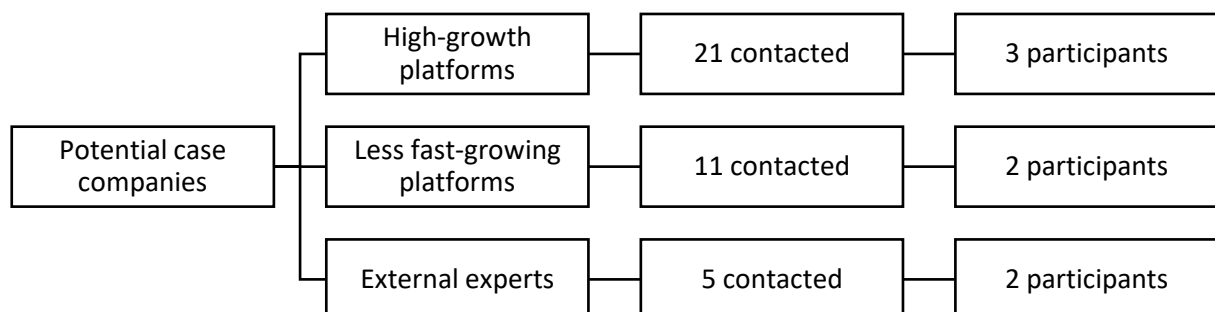 High-growth
platforms
21 contacted
3 participants
Potential case
companies
Less fast-growing
platforms
11 contacted
2 participants
External experts
5 contacted
2 participants